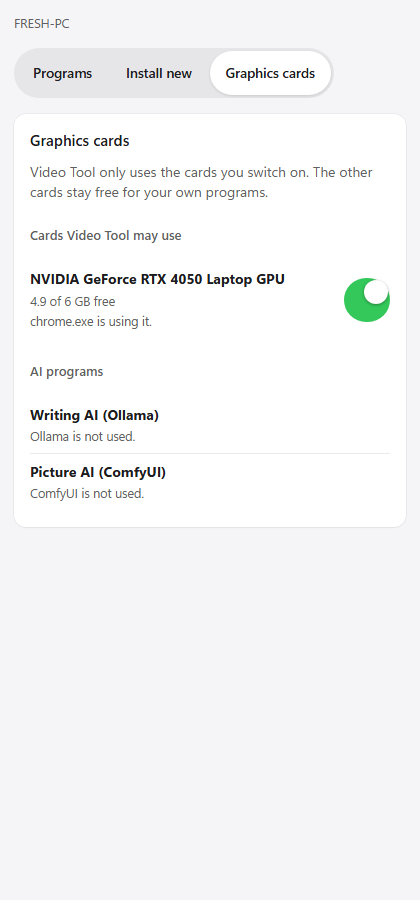 FRESH-PC
Programs
Install new
Graphics cards
Graphics cards
Video Tool only uses the cards you switch on. The other
cards stay free for your own programs.
Cards Video Tool may use
NVIDIA GeForce RTX 4050 Laptop GPU
4.9 of 6 GB free
chrome.exe is using it.
AI programs
Writing AI (Ollama)
Ollama is not used.
Picture AI (ComfyUI)
ComfyUI is not used.